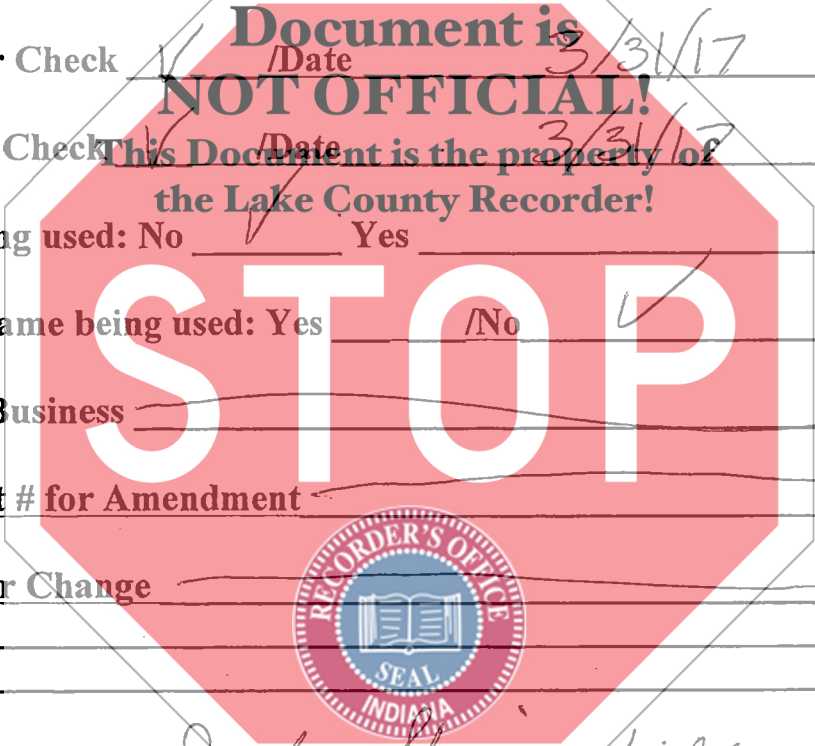 Document is
Check ✓ /Date 3/31/17
NOT OFFICIAL!
Check ✓ /Date 3/31/17
This Document is the property of
the Lake County Recorder!
ng used: No ✓ Yes
ame being used: Yes /No ✓
STOP
Business
t # for Amendment
r Change
RECORDER'S OFFICE
SEAL
INDIANA